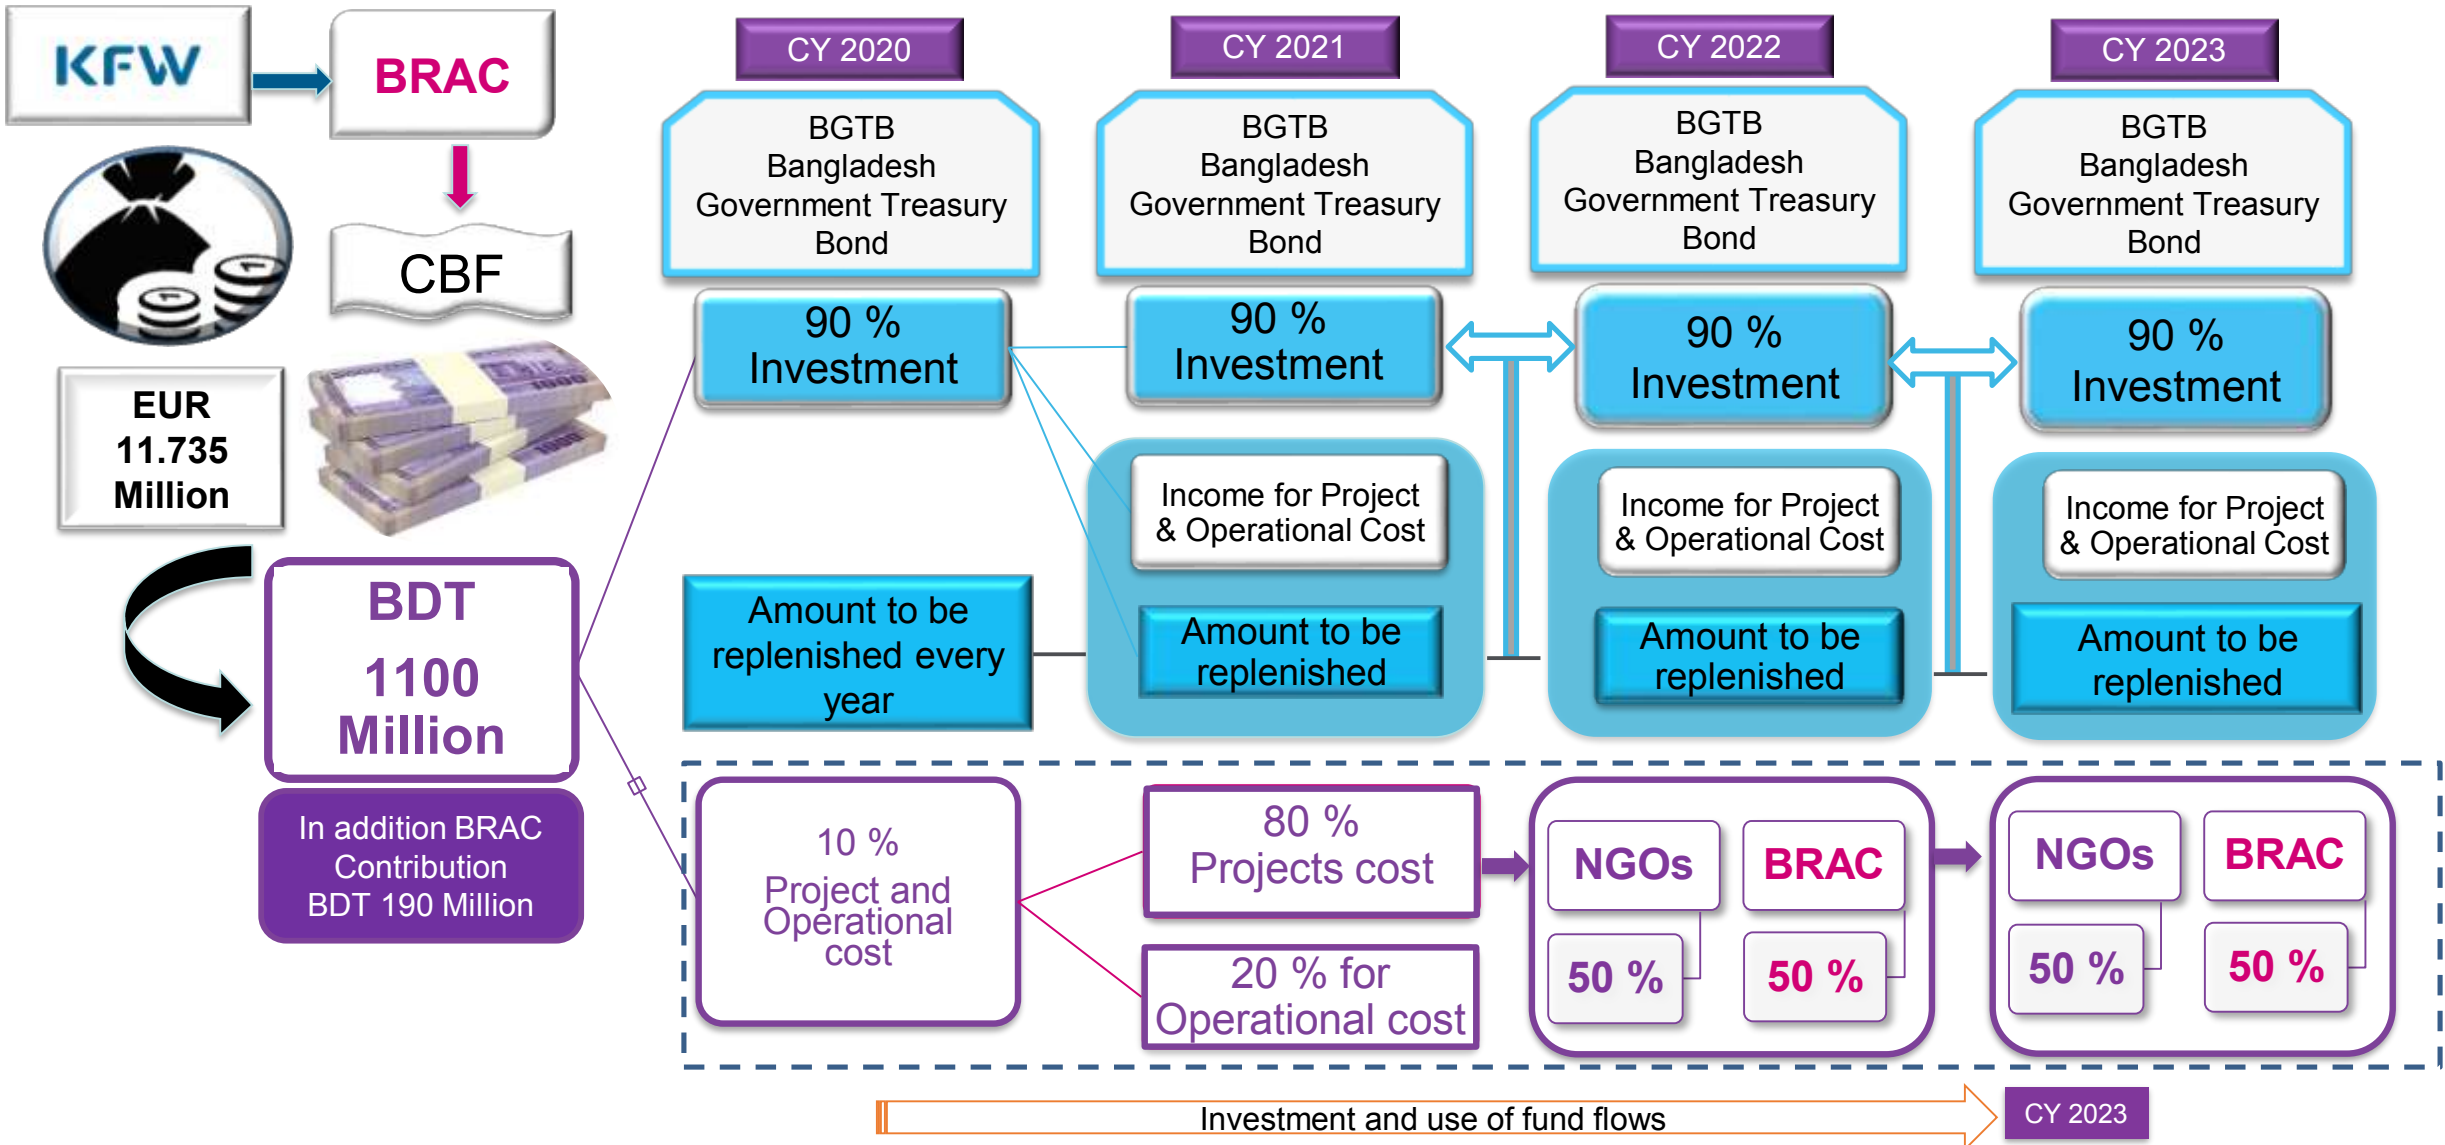 KFW
BRAC
CBF
EUR
11.735
Million
BDT
1100
Million
In addition BRAC
Contribution
BDT 190 Million
CY 2020
CY 2021
CY 2022
CY 2023
BGTB
Bangladesh
Government Treasury
Bond
BGTB
Bangladesh
Government Treasury
Bond
BGTB
Bangladesh
Government Treasury
Bond
BGTB
Bangladesh
Government Treasury
Bond
90 %
Investment
90 %
Investment
90 %
Investment
90 %
Investment
Income for Project
& Operational Cost
Income for Project
& Operational Cost
Income for Project
& Operational Cost
Amount to be
replenished every
year
Amount to be
replenished
Amount to be
replenished
Amount to be
replenished
10 %
Project and
Operational
cost
80 %
Projects cost
20 % for
Operational cost
NGOs
BRAC
50 %
50 %
NGOs
BRAC
50 %
50 %
Investment and use of fund flows
CY 2023
1000
1000
1
1